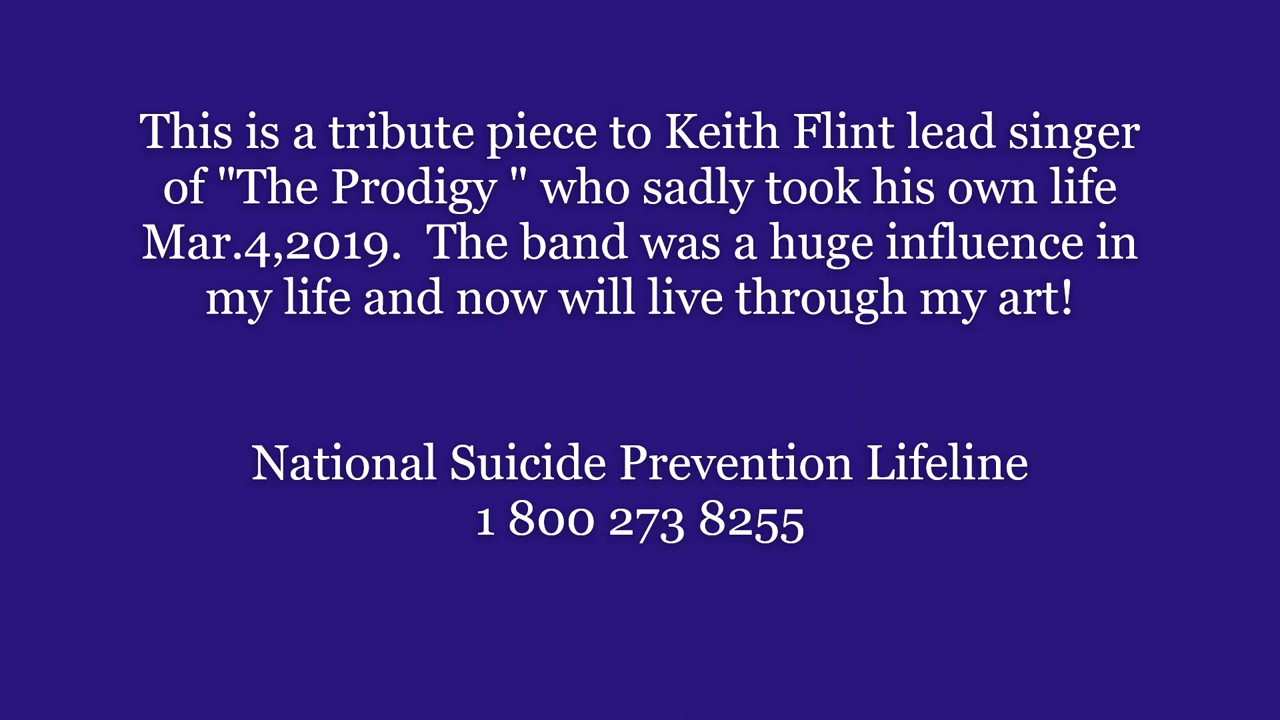 This is a tribute piece to Keith Flint lead singer
of "The Prodigy " who sadly took his own life
Mar.4,2019.  The band was a huge influence in
my life and now will live through my art!
National Suicide Prevention Lifeline
1 800 273 8255